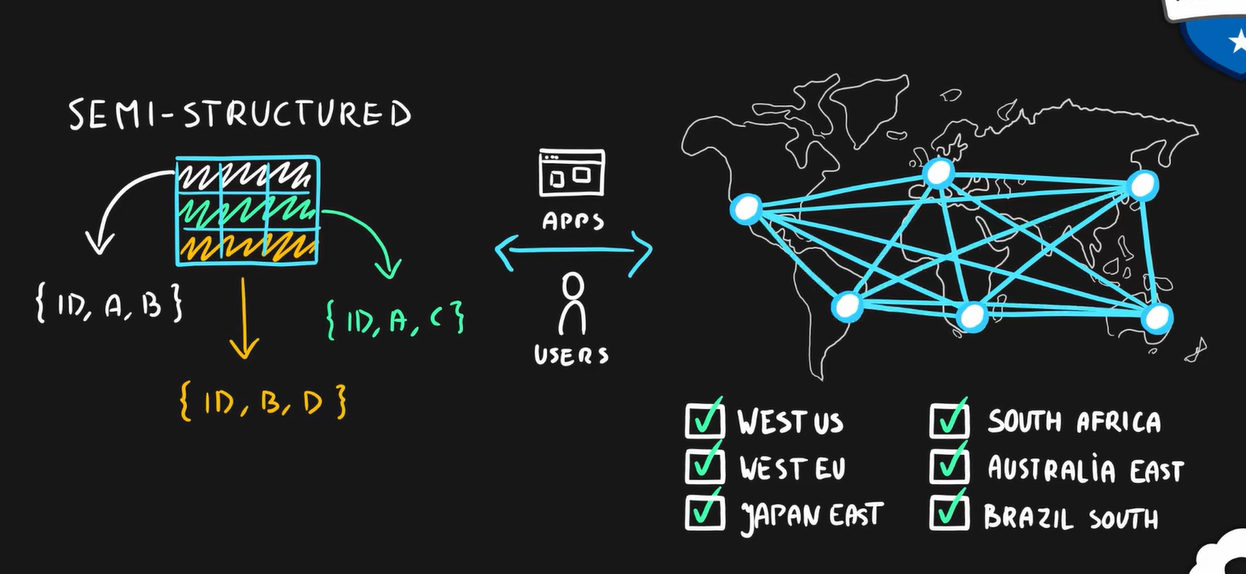 SEMI-STRUCTURED
{ ID, A, B }
{ ID, A, C }
{ ID, B, D }
APPS
USERS
WEST US
WEST EU
JAPAN EAST
SOUTH AFRICA
AUSTRALiA EAST
BRAZIL SOUTH